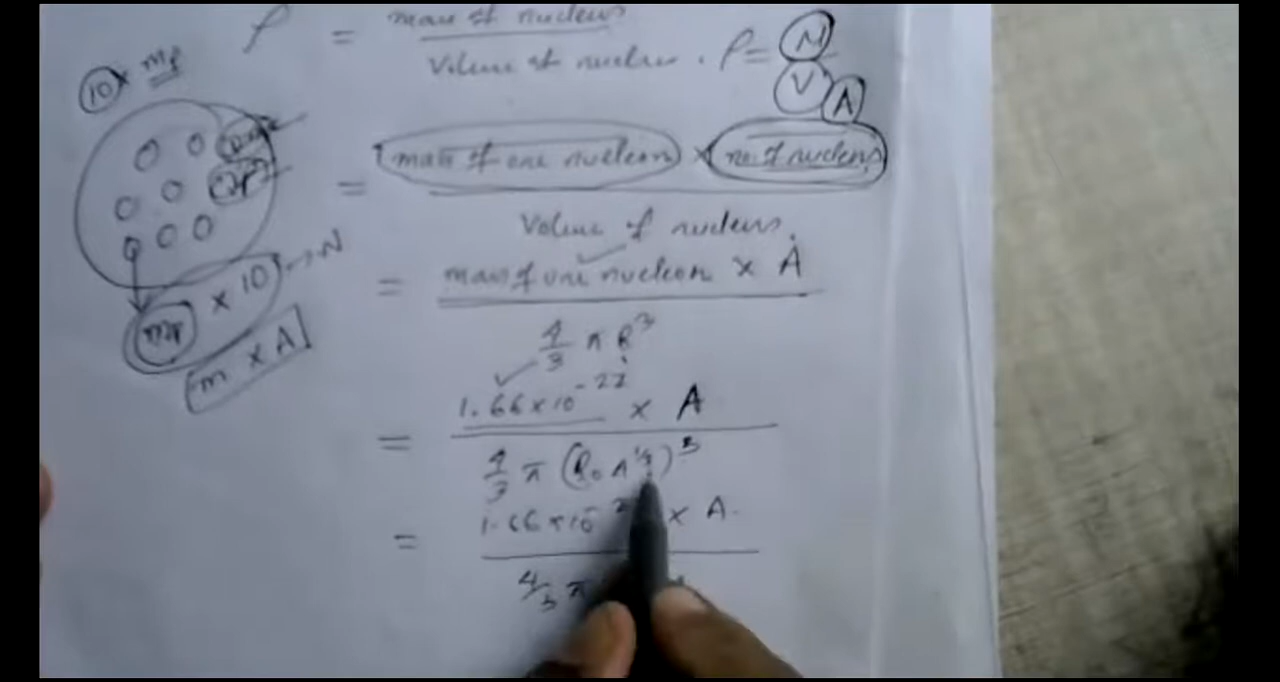 ρ = mass of nucleus
Volume of nucleus . ρ = M
V A
10 × mp
= mass of one nucleon × no. of nucleons
Volume of nucleus.
= mass of one nucleon × A
4/3 π R³
mp × 10 → N
m × A
= 1.66×10⁻²⁷ × A
4/3 π (R₀ A^⅓)³
= 1.66×10⁻² × A.
4/3 π